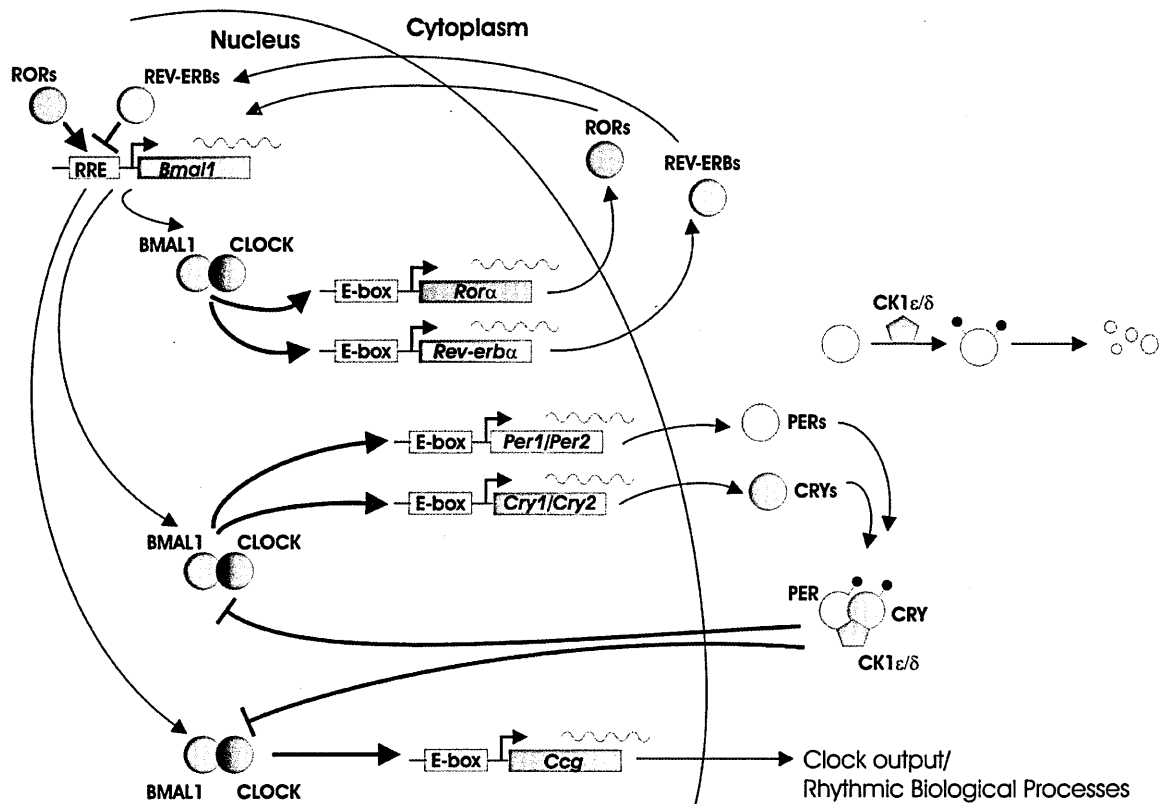 Nucleus
Cytoplasm
RORs
REV-ERBs
RRE
Bmal1
RORs
REV-ERBs
BMAL1
CLOCK
E-box
Rorα
E-box
Rev-erbα
CK1ε/δ
E-box
Per1/Per2
PERs
E-box
Cry1/Cry2
CRYs
BMAL1
CLOCK
PER
CRY
CK1ε/δ
BMAL1
CLOCK
E-box
Ccg
Clock output/
Rhythmic Biological Processes